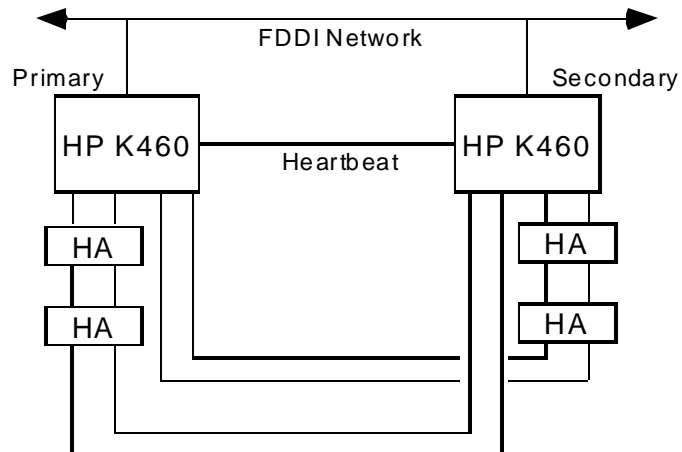 FDDI Network
Primary
Secondary
HP K460
HP K460
Heartbeat
HA
HA
HA
HA